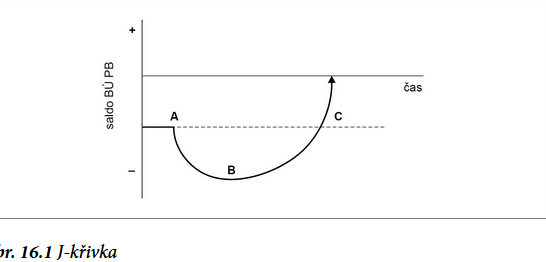 +
saldo BÚ PB
čas
A
C
B
–
br. 16.1 J-křivka